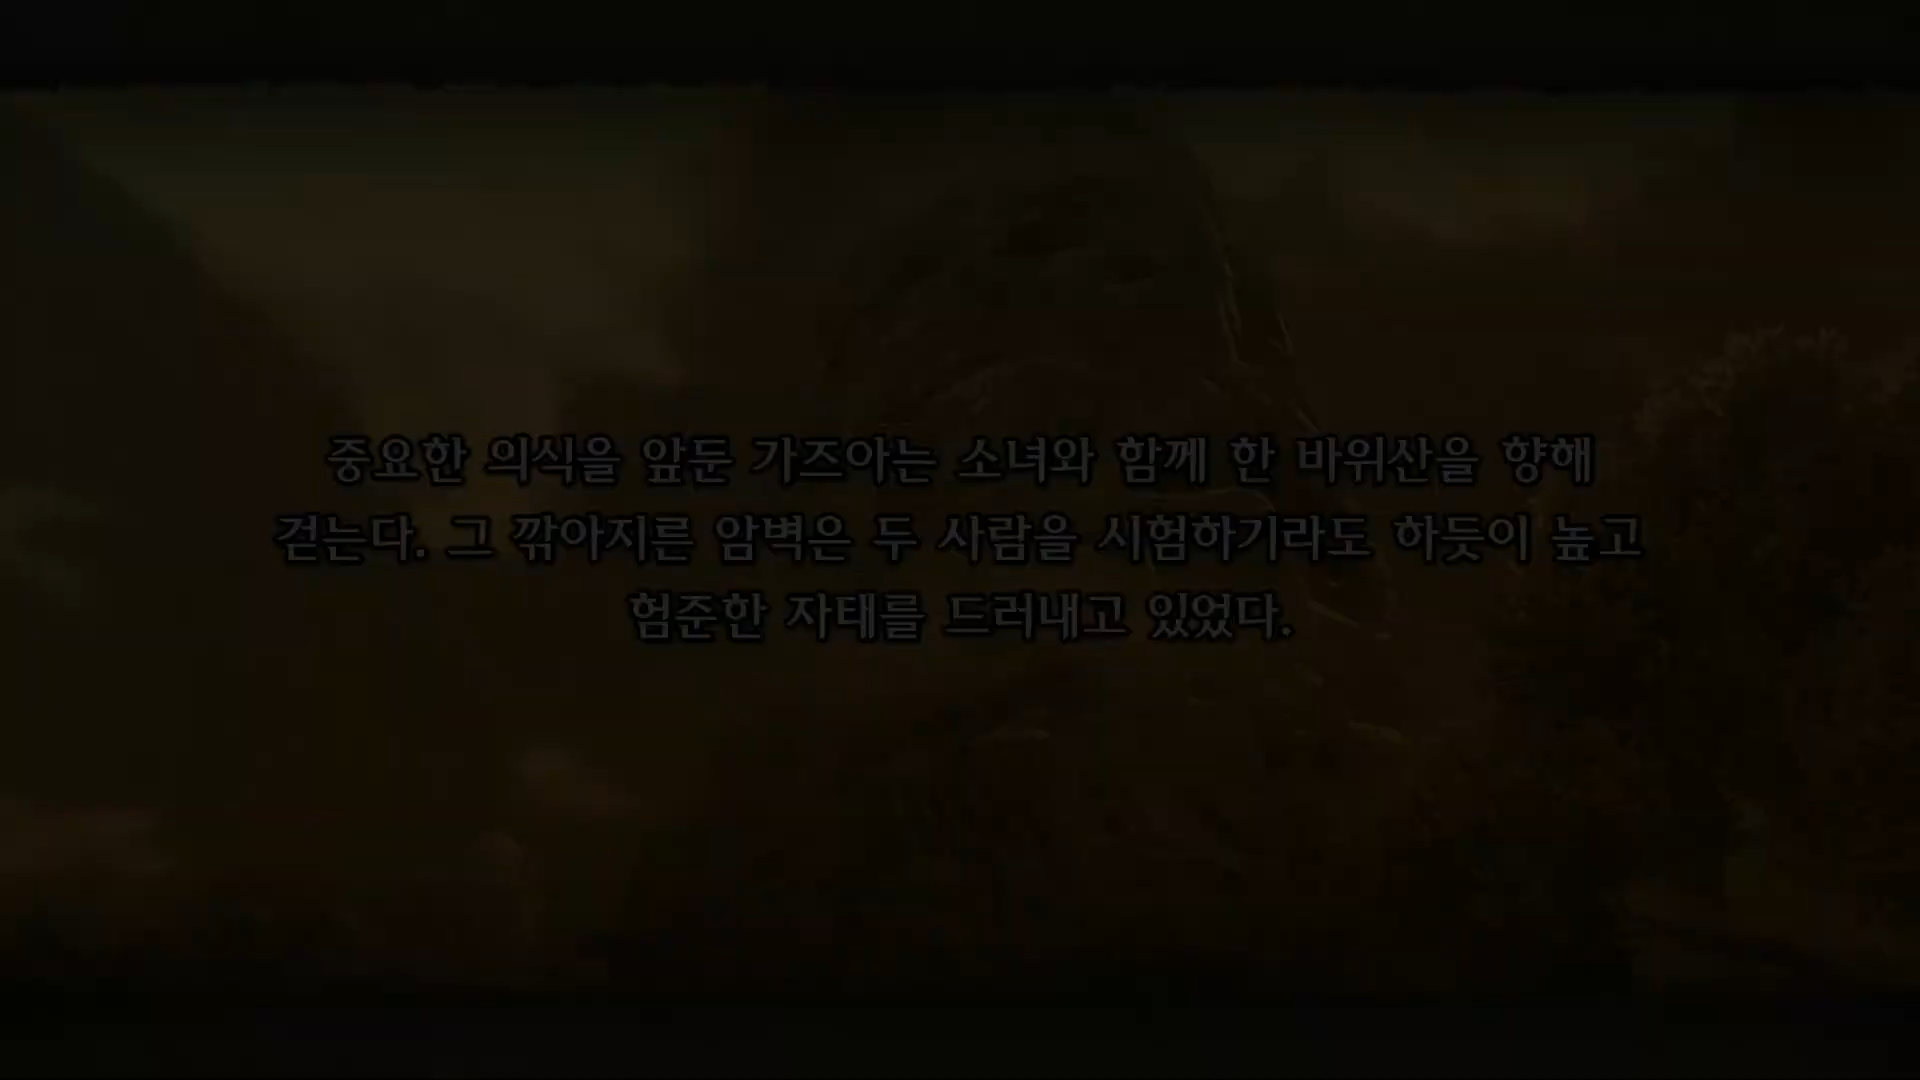 중요한 의식을 앞둔 가즈아는 소녀와 함께 한 바위산을 향해
걷는다. 그 깎아지른 암벽은 두 사람을 시험하기라도 하듯이 높고
험준한 자태를 드러내고 있었다.